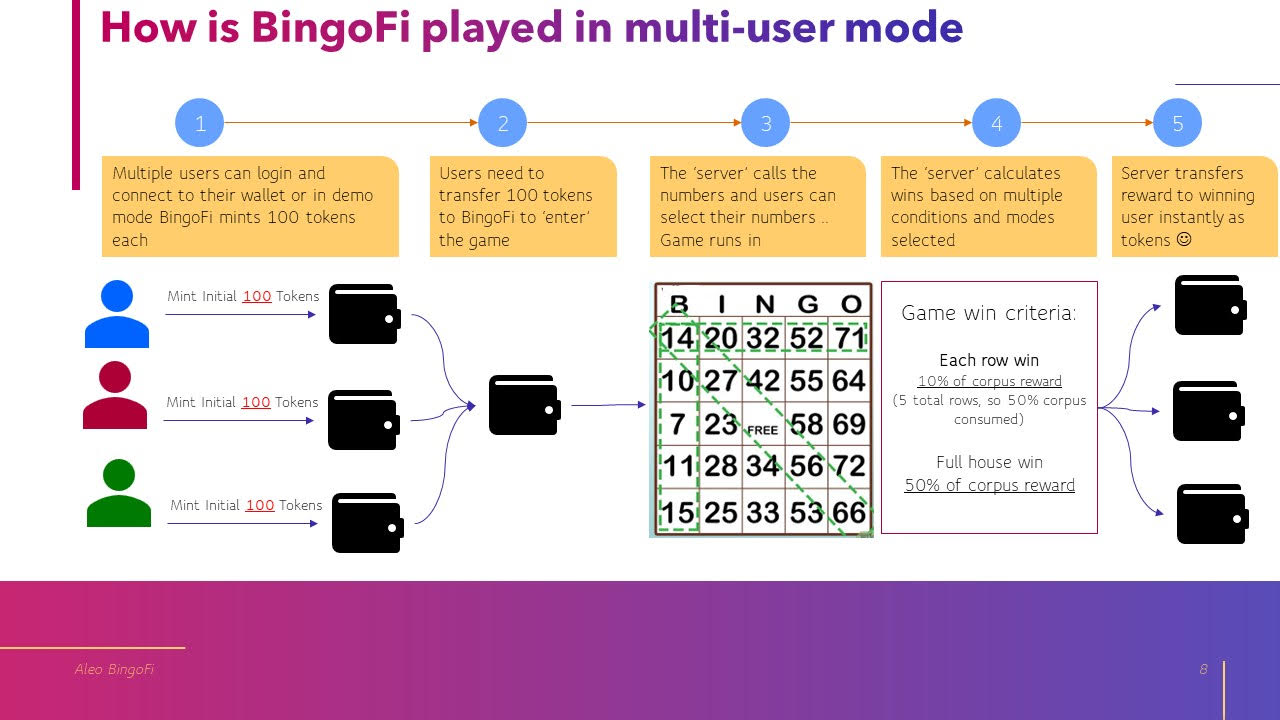 How is BingoFi played in multi-user mode
1
2
3
4
5
Multiple users can login and
connect to their wallet or in demo
mode BingoFi mints 100 tokens
each
Users need to
transfer 100 tokens
to BingoFi to ‘enter’
the game
The ‘server’ calls the
numbers and users can
select their numbers ..
Game runs in
The ‘server’ calculates
wins based on multiple
conditions and modes
selected
Server transfers
reward to winning
user instantly as
tokens ☺
Mint Initial 100 Tokens
Mint Initial 100 Tokens
Mint Initial 100 Tokens
B I N G O
14 20 32 52 71
10 27 42 55 64
7 23 FREE 58 69
11 28 34 56 72
15 25 33 53 66
Game win criteria:
Each row win
10% of corpus reward
(5 total rows, so 50% corpus
consumed)
Full house win
50% of corpus reward
Aleo BingoFi
8